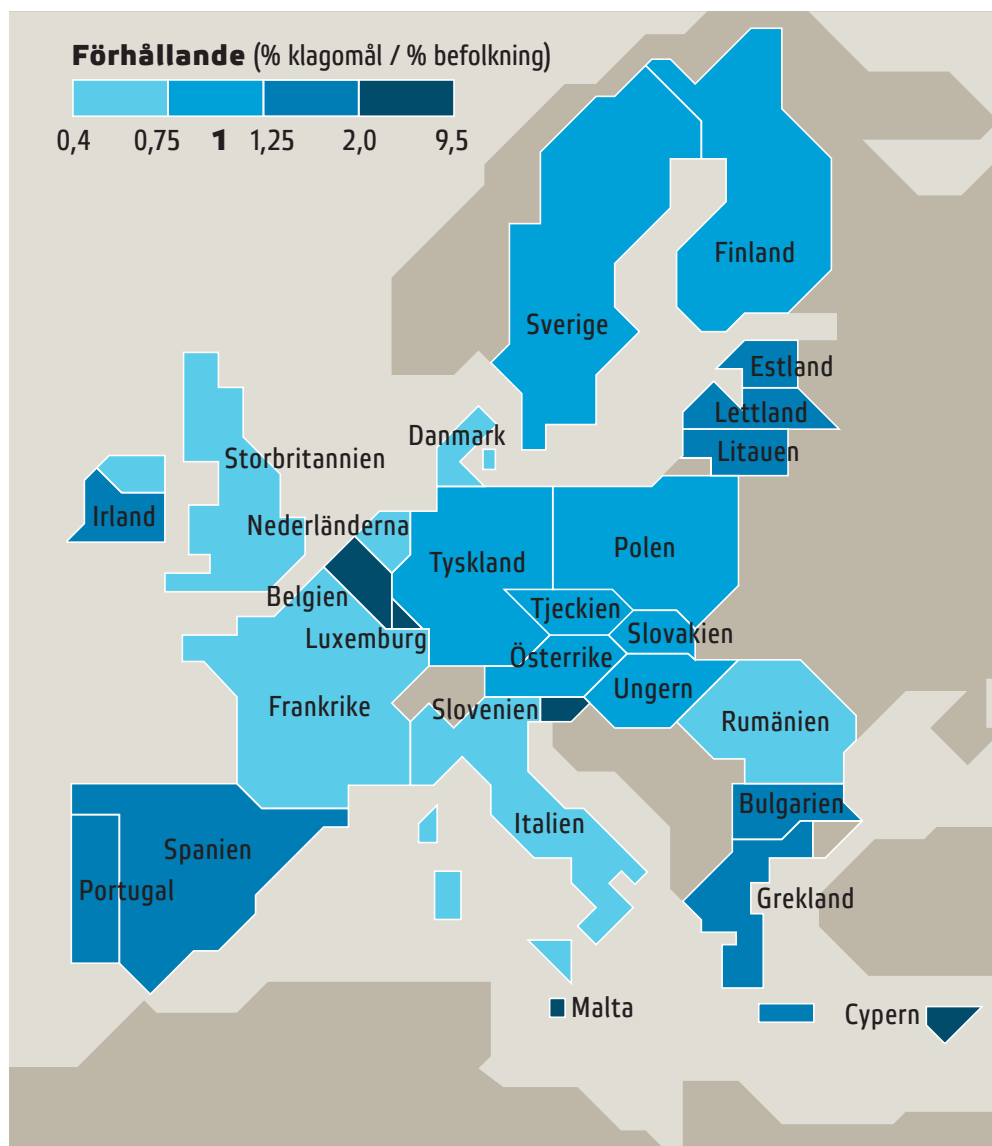 Förhållande (% klagomål / % befolkning)
0,4 0,75 1 1,25 2,0 9,5
Finland
Sverige
Estland
Lettland
Danmark
Litauen
Storbritannien
Irland
Nederländerna
Polen
Tyskland
Belgien
Tjeckien
Luxemburg
Slovakien
Österrike
Ungern
Frankrike
Slovenien
Rumänien
Bulgarien
Italien
Spanien
Portugal
Grekland
Malta
Cypern